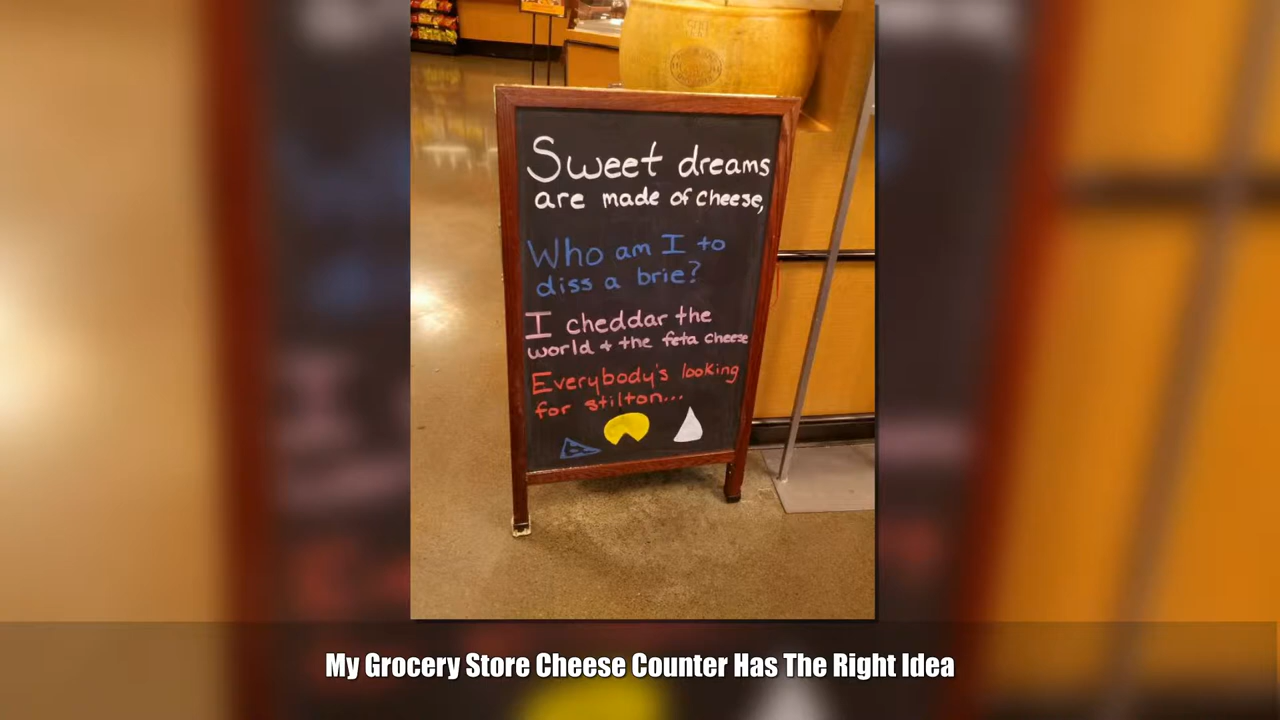 Sweet dreams
are made of cheese,
Who am I to
diss a brie?
I cheddar the
world + the feta cheese
Everybody's looking
for stilton...
My Grocery Store Cheese Counter Has The Right Idea